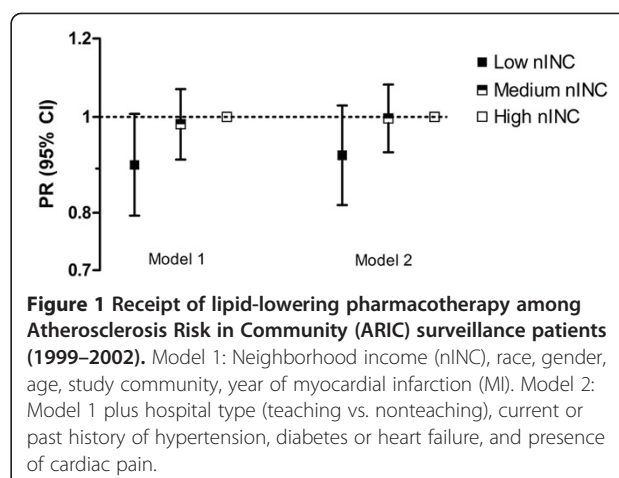 1.2
Low nINC
Medium nINC
High nINC
1
PR (95% CI)
0.8
0.7
Model 1
Model 2
Figure 1 Receipt of lipid-lowering pharmacotherapy among
Atherosclerosis Risk in Community (ARIC) surveillance patients
(1999–2002). Model 1: Neighborhood income (nINC), race, gender,
age, study community, year of myocardial infarction (MI). Model 2:
Model 1 plus hospital type (teaching vs. nonteaching), current or
past history of hypertension, diabetes or heart failure, and presence
of cardiac pain.